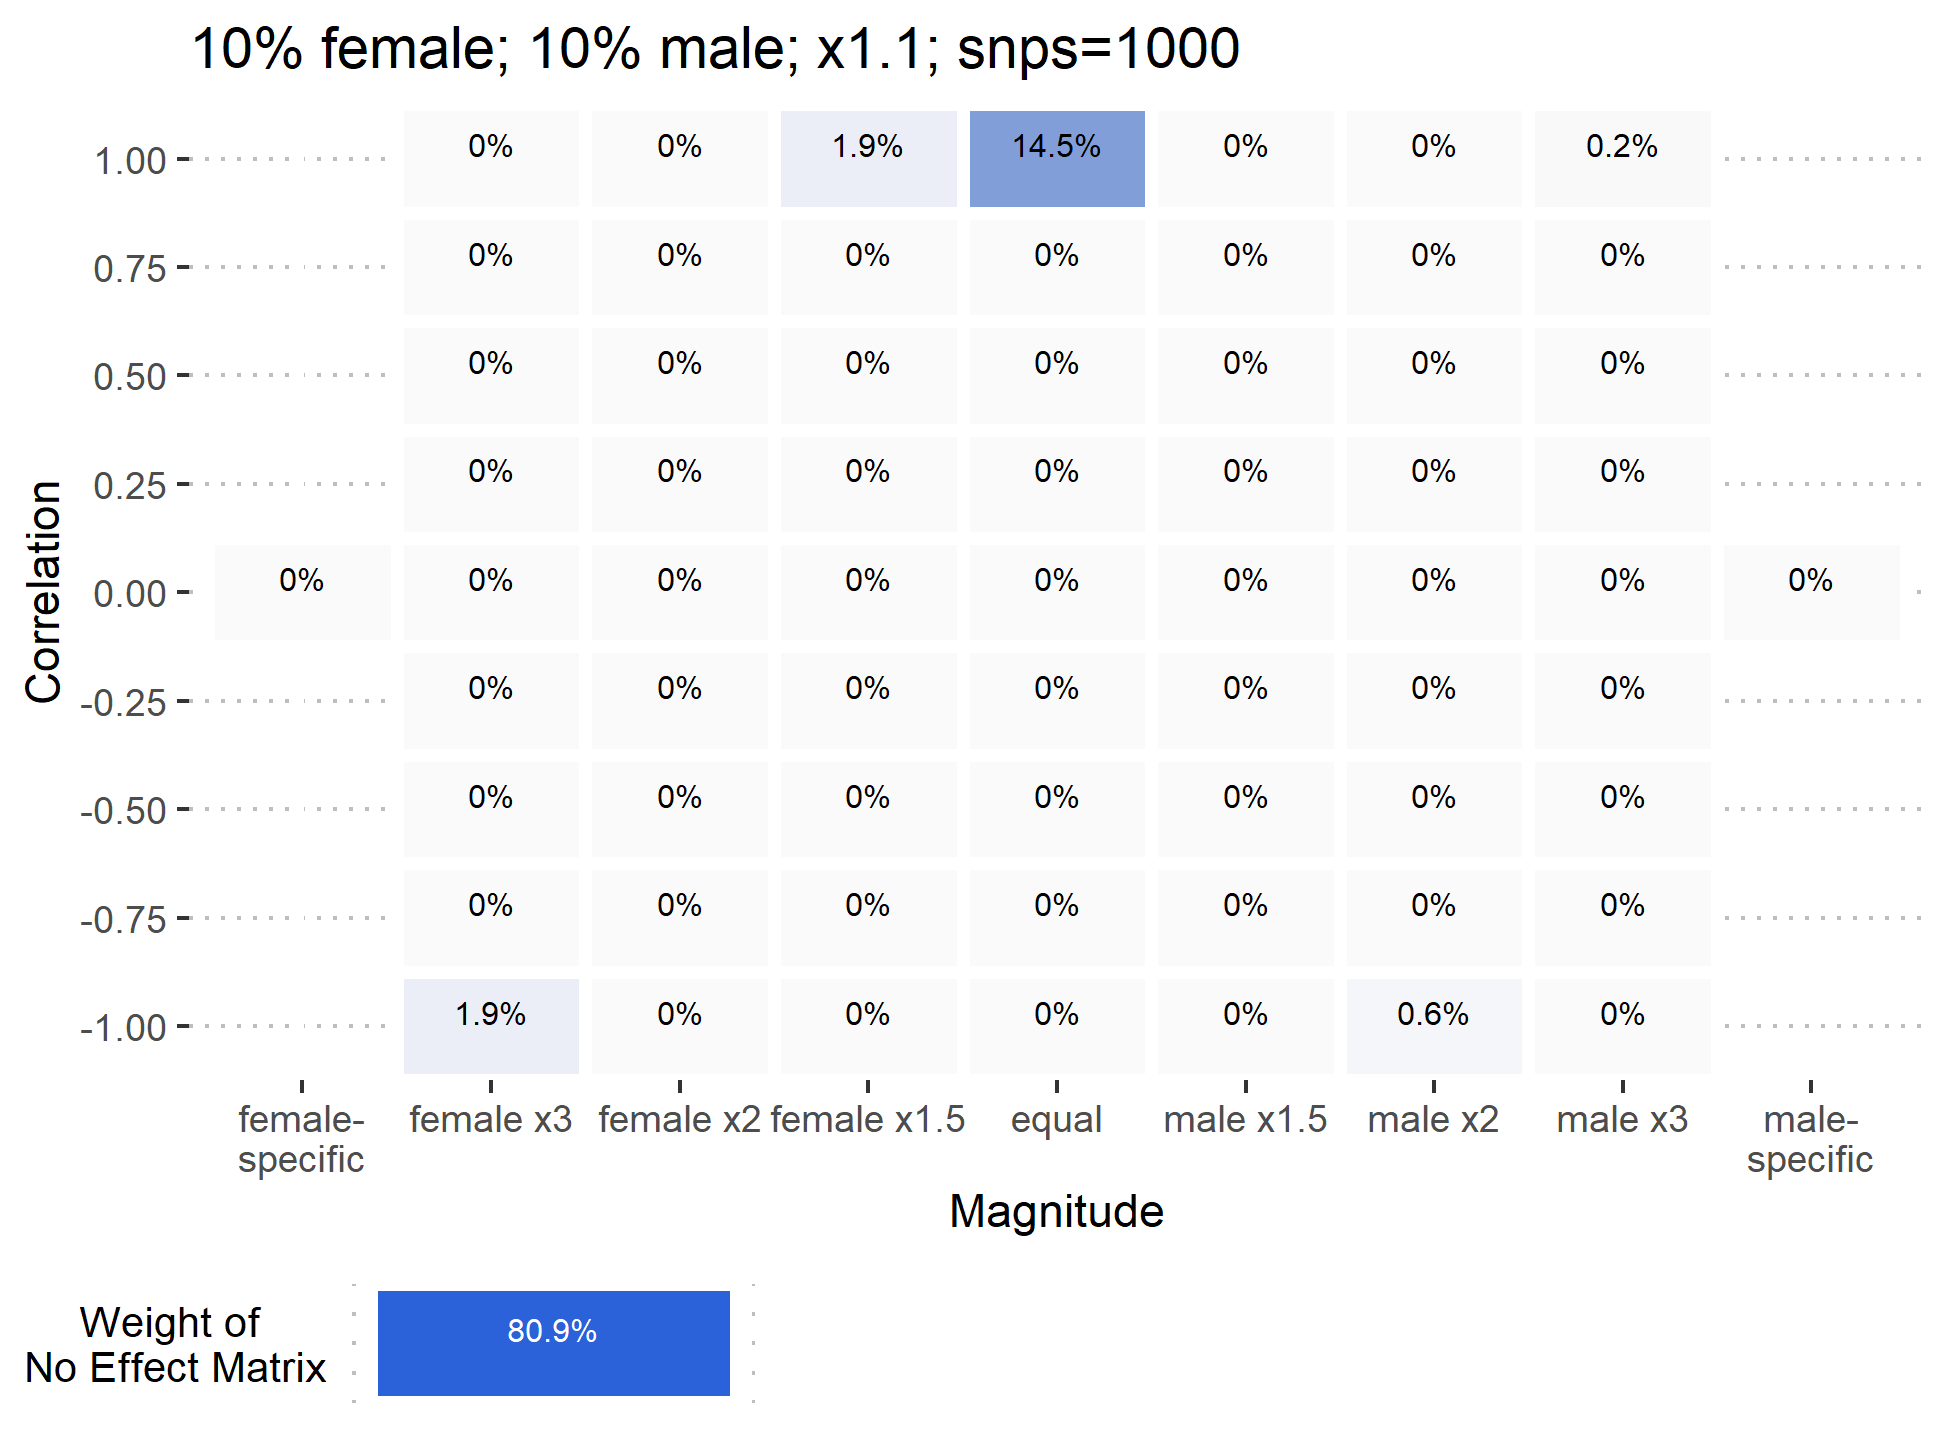 10% female; 10% male; x1.1; snps=1000
Correlation
1.00 0% 0% 1.9% 14.5% 0% 0% 0.2%
0.75 0% 0% 0% 0% 0% 0% 0%
0.50 0% 0% 0% 0% 0% 0% 0%
0.25 0% 0% 0% 0% 0% 0% 0%
0.00 0% 0% 0% 0% 0% 0% 0% 0% 0%
-0.25 0% 0% 0% 0% 0% 0% 0%
-0.50 0% 0% 0% 0% 0% 0% 0%
-0.75 0% 0% 0% 0% 0% 0% 0%
-1.00 1.9% 0% 0% 0% 0% 0.6% 0%
female- female x3 female x2 female x1.5 equal male x1.5 male x2 male x3 male-
specific specific
Magnitude
Weight of
No Effect Matrix
80.9%